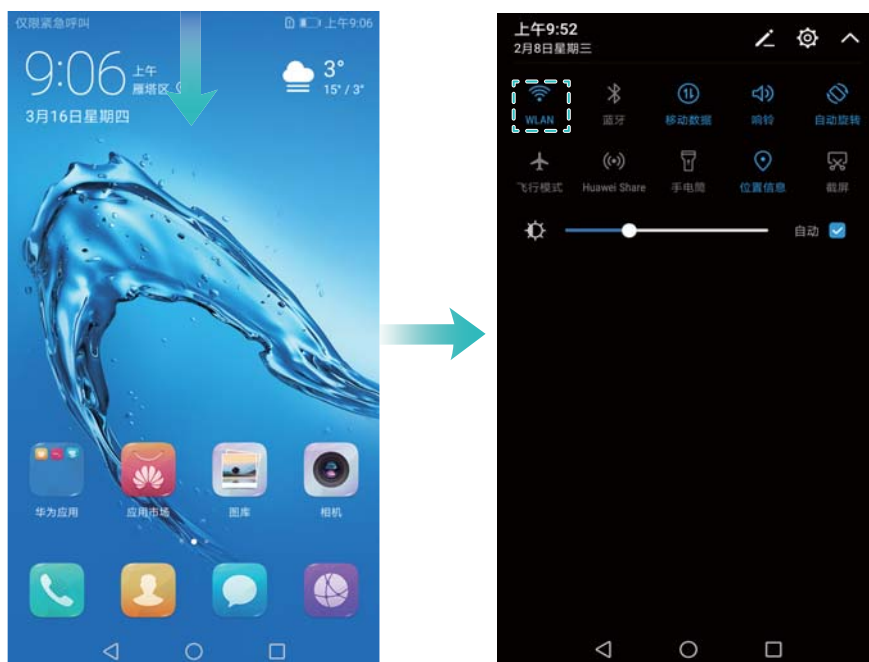 仅限紧急呼叫
上午9:06
9:06 上午
雁塔区
3月16日星期四
3°
15° / 3°
华为应用
应用市场
图库
相机
上午9:52
2月8日星期三
WLAN
蓝牙
移动数据
响铃
自动旋转
飞行模式
Huawei Share
手电筒
位置信息
截屏
自动